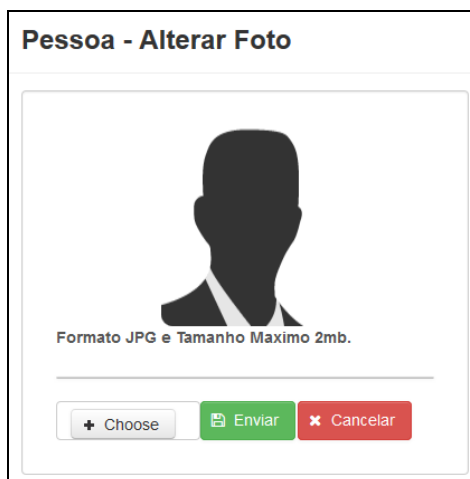 Pessoa - Alterar Foto
Formato JPG e Tamanho Maximo 2mb.
Choose Enviar Cancelar